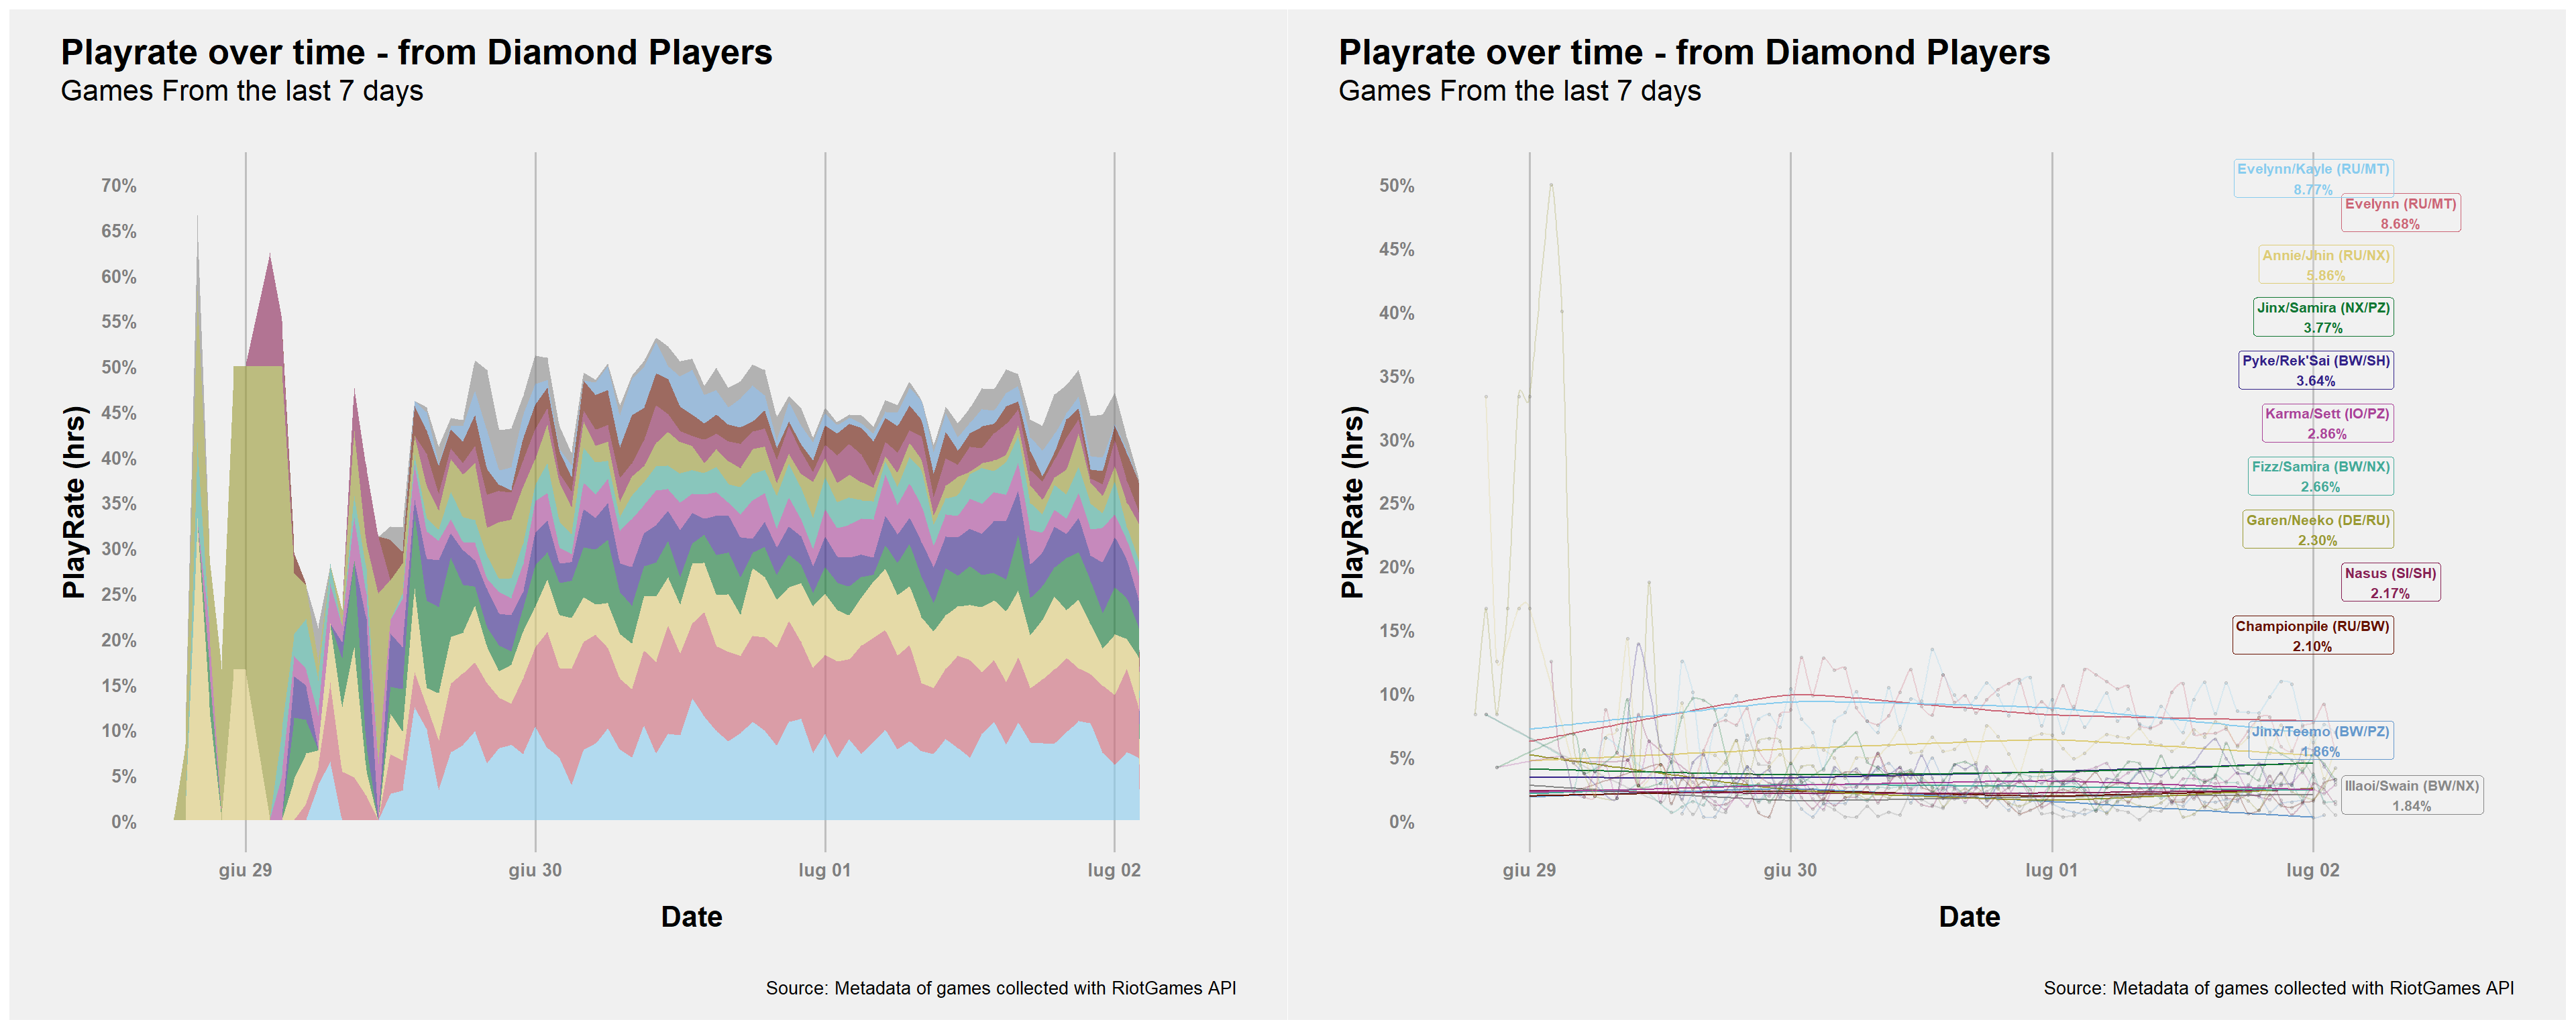 Playrate over time - from Diamond Players
Games From the last 7 days
70%
65%
60%
55%
50%
45%
40%
35%
30%
25%
20%
15%
10%
5%
0%
PlayRate (hrs)
giu 29
giu 30
lug 01
lug 02
Date
Source: Metadata of games collected with RiotGames API
Playrate over time - from Diamond Players
Games From the last 7 days
50%
45%
40%
35%
30%
25%
20%
15%
10%
5%
0%
PlayRate (hrs)
Evelynn/Kayle (RU/MT)
8.77%
Evelynn (RU/MT)
8.68%
Annie/Jhin (RU/NX)
5.86%
Jinx/Samira (NX/PZ)
3.77%
Pyke/Rek'Sai (BW/SH)
3.64%
Karma/Sett (IO/PZ)
2.86%
Fizz/Samira (BW/NX)
2.66%
Garen/Neeko (DE/RU)
2.30%
Nasus (SI/SH)
2.17%
Championpile (RU/BW)
2.10%
Jinx/Teemo (BW/PZ)
1.86%
Illaoi/Swain (BW/NX)
1.84%
giu 29
giu 30
lug 01
lug 02
Date
Source: Metadata of games collected with RiotGames API